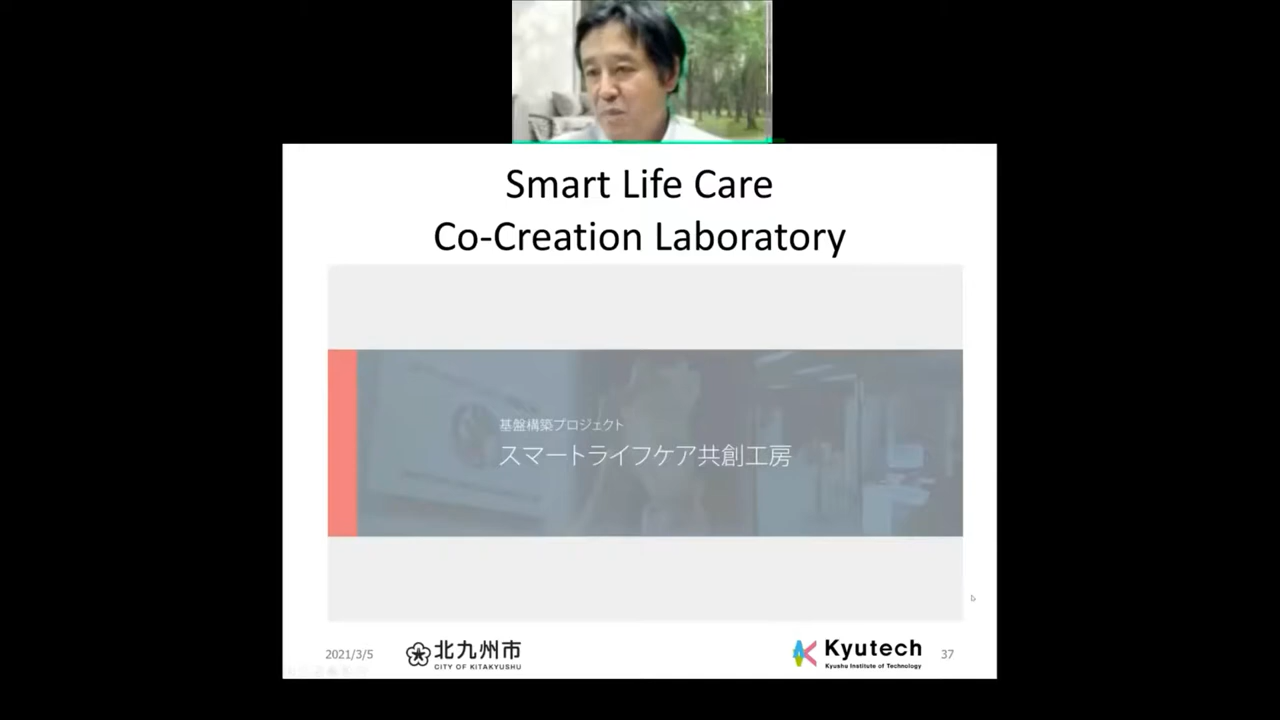 Smart Life Care
Co-Creation Laboratory
基盤構築プロジェクト
スマートライフケア共創工房
2021/3/5
北九州市
CITY OF KITAKYUSHU
Kyutech
Kyushu Institute of Technology
37